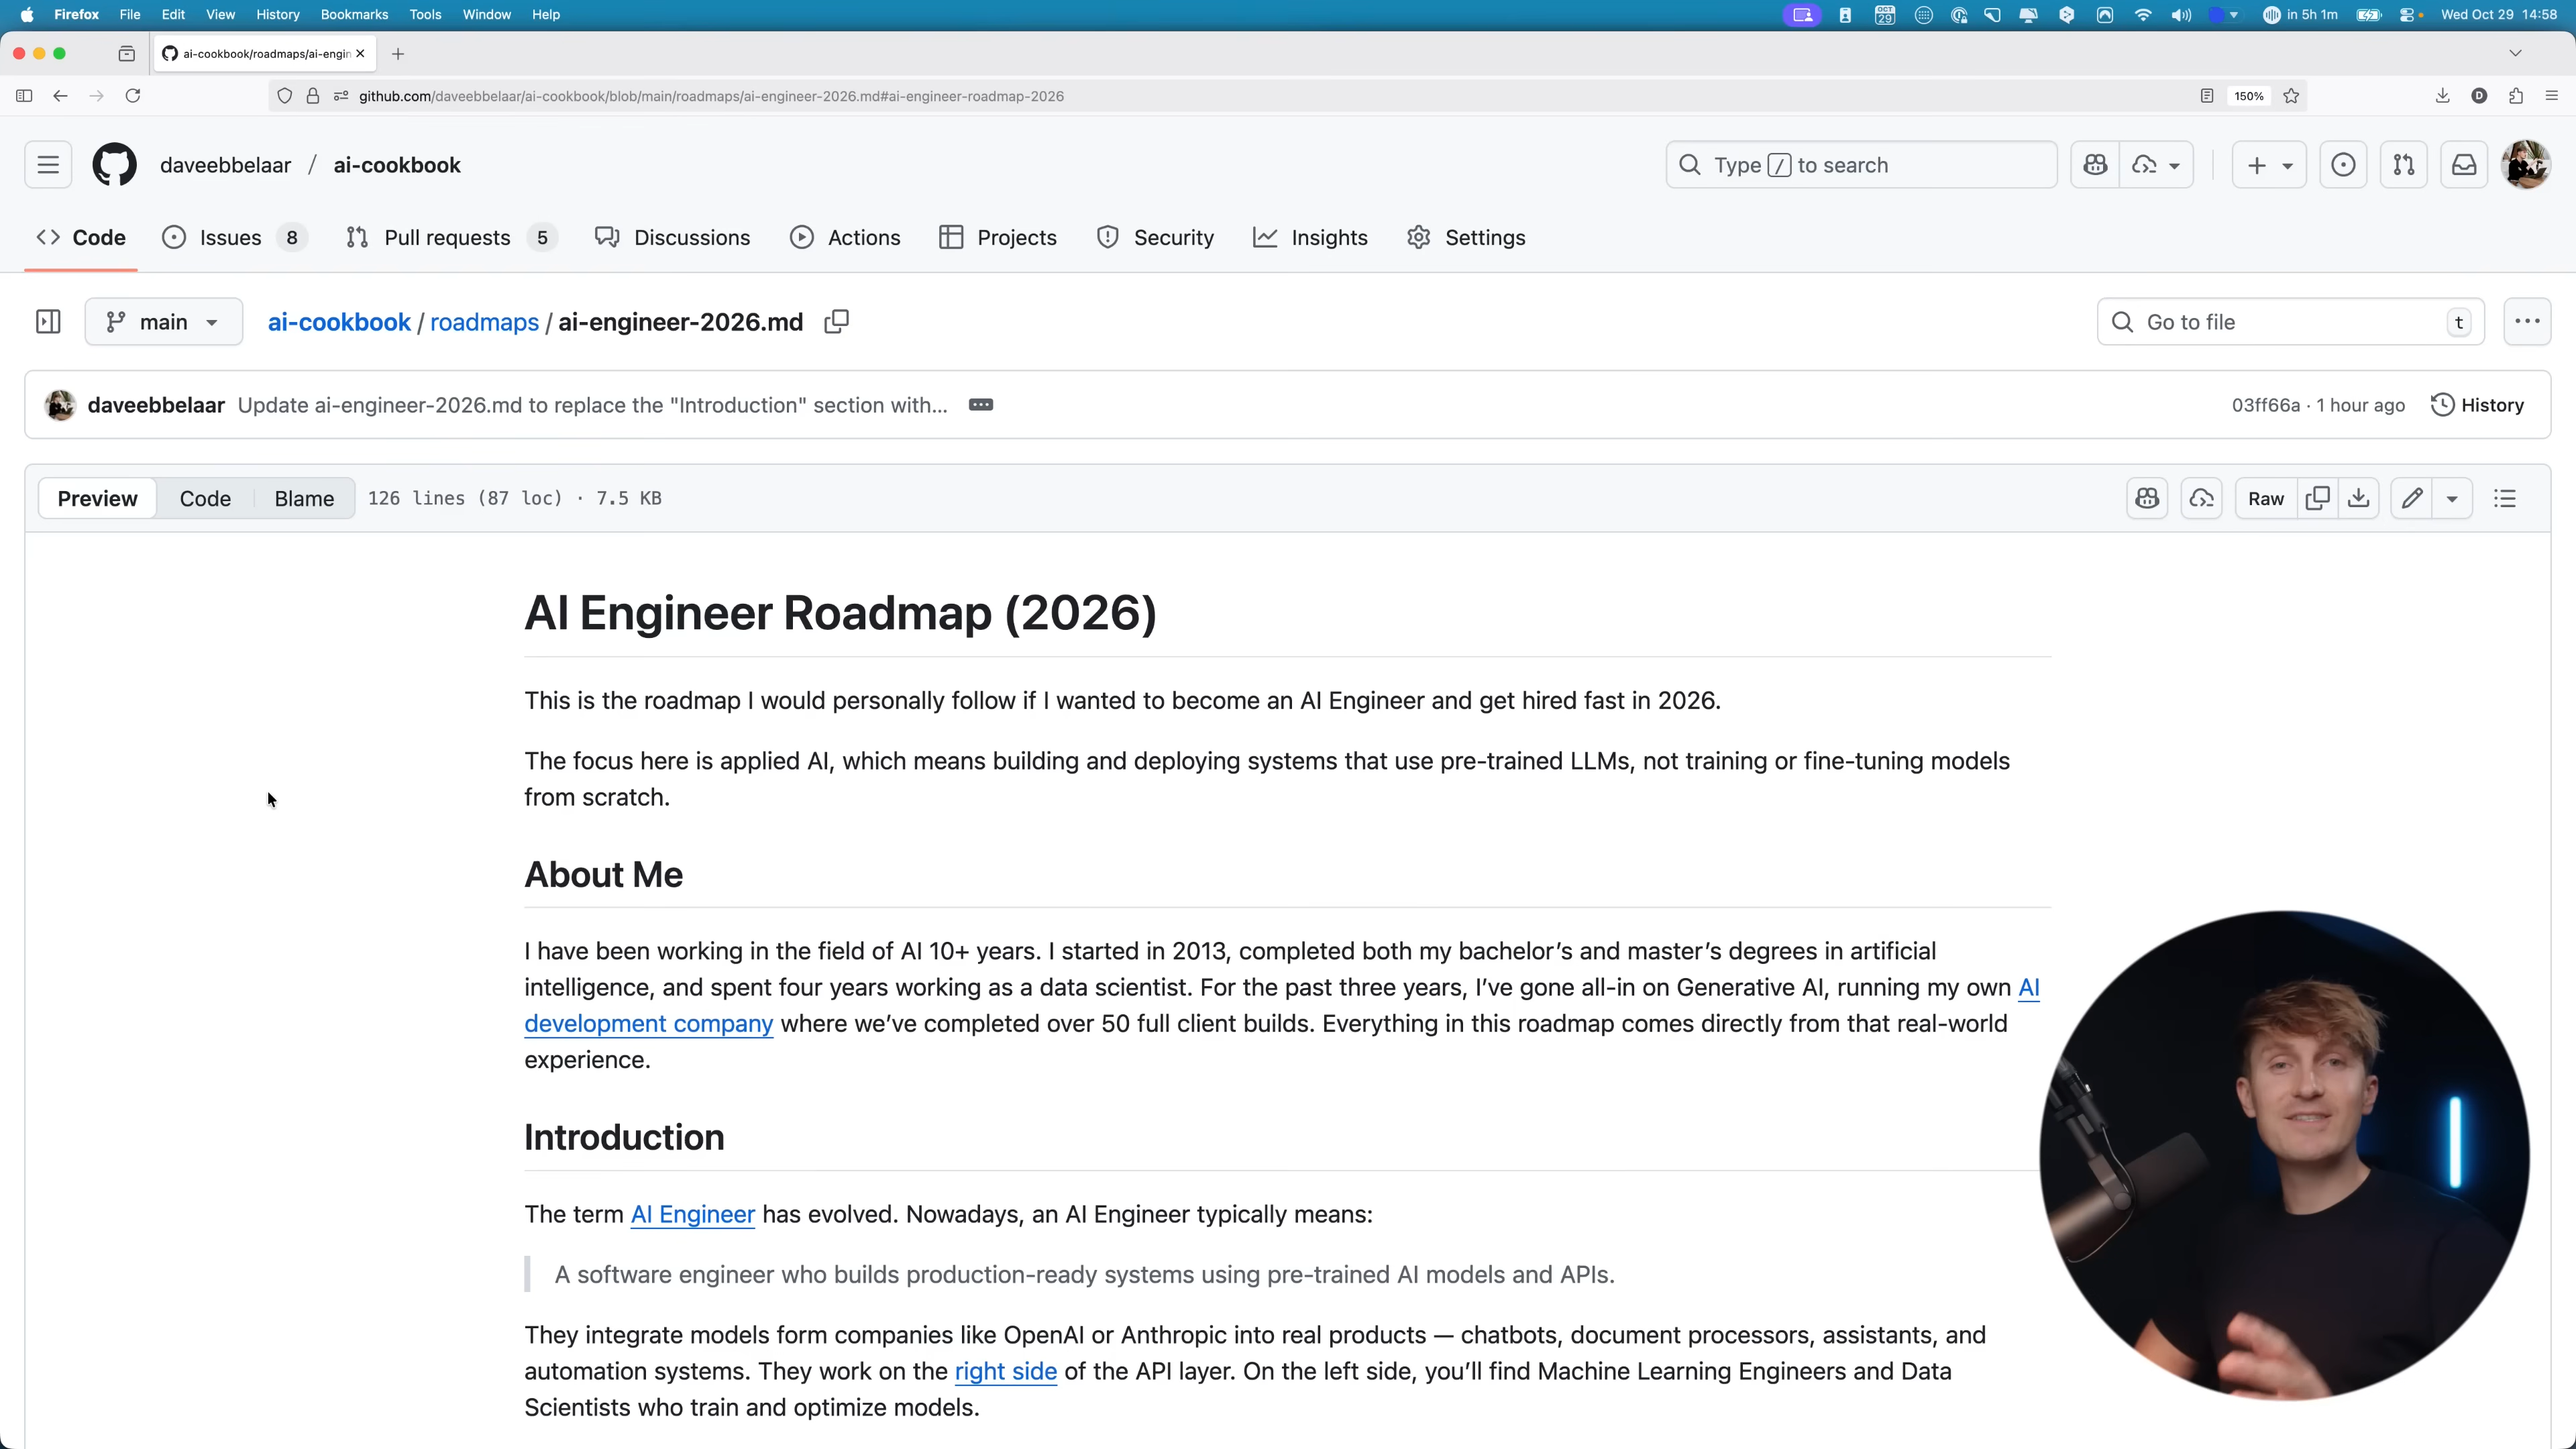 Firefox File Edit View History Bookmarks Tools Window Help
OCT 29
in 5h 1m
Wed Oct 29 14:58
ai-cookbook/roadmaps/ai-engin
github.com/daveebbelaar/ai-cookbook/blob/main/roadmaps/ai-engineer-2026.md#ai-engineer-roadmap-2026
150%
D
daveebbelaar / ai-cookbook
Type / to search
Code Issues 8 Pull requests 5 Discussions Actions Projects Security Insights Settings
main
ai-cookbook / roadmaps / ai-engineer-2026.md
Go to file t
daveebbelaar Update ai-engineer-2026.md to replace the "Introduction" section with...
03ff66a · 1 hour ago History
Preview Code Blame 126 lines (87 loc) · 7.5 KB
Raw
AI Engineer Roadmap (2026)
This is the roadmap I would personally follow if I wanted to become an AI Engineer and get hired fast in 2026.
The focus here is applied AI, which means building and deploying systems that use pre-trained LLMs, not training or fine-tuning models
from scratch.
About Me
I have been working in the field of AI 10+ years. I started in 2013, completed both my bachelor's and master's degrees in artificial
intelligence, and spent four years working as a data scientist. For the past three years, I've gone all-in on Generative AI, running my own AI
development company where we've completed over 50 full client builds. Everything in this roadmap comes directly from that real-world
experience.
Introduction
The term AI Engineer has evolved. Nowadays, an AI Engineer typically means:
A software engineer who builds production-ready systems using pre-trained AI models and APIs.
They integrate models form companies like OpenAI or Anthropic into real products — chatbots, document processors, assistants, and
automation systems. They work on the right side of the API layer. On the left side, you'll find Machine Learning Engineers and Data
Scientists who train and optimize models.